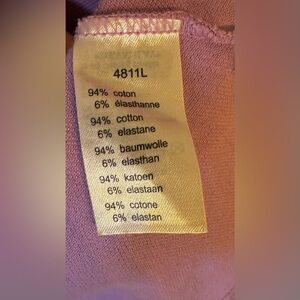 4811L
94% coton
6% élasthanne
94% cotton
6% elastane
94% baumwolle
6% elasthan
94% katoen
6% elastaan
94% cotone
6% elastan